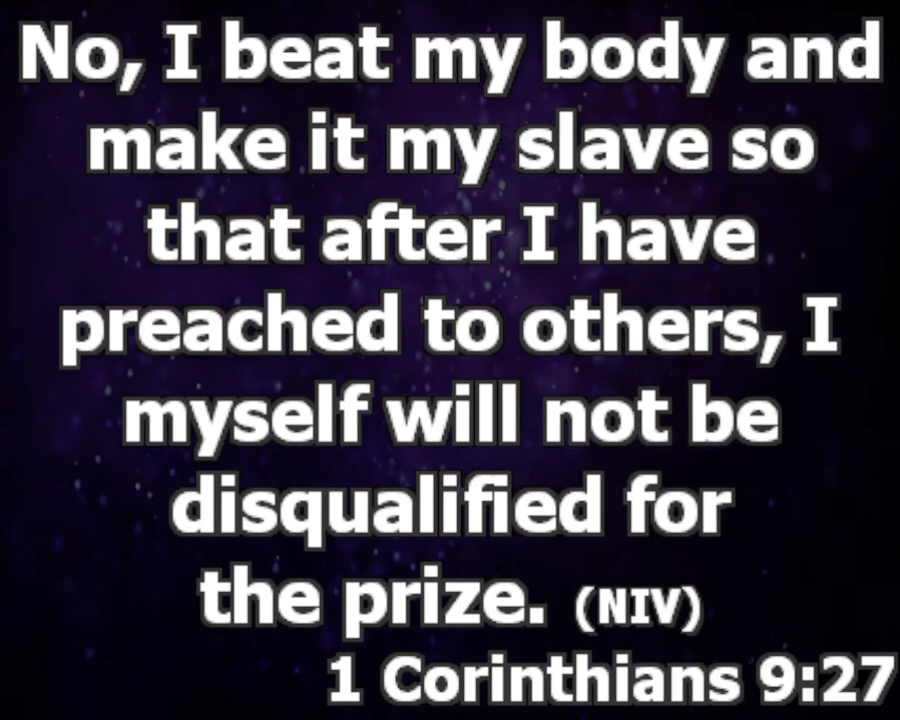 No, I beat my body and
make it my slave so
that after I have
preached to others, I
myself will not be
disqualified for
the prize. (NIV)
1 Corinthians 9:27